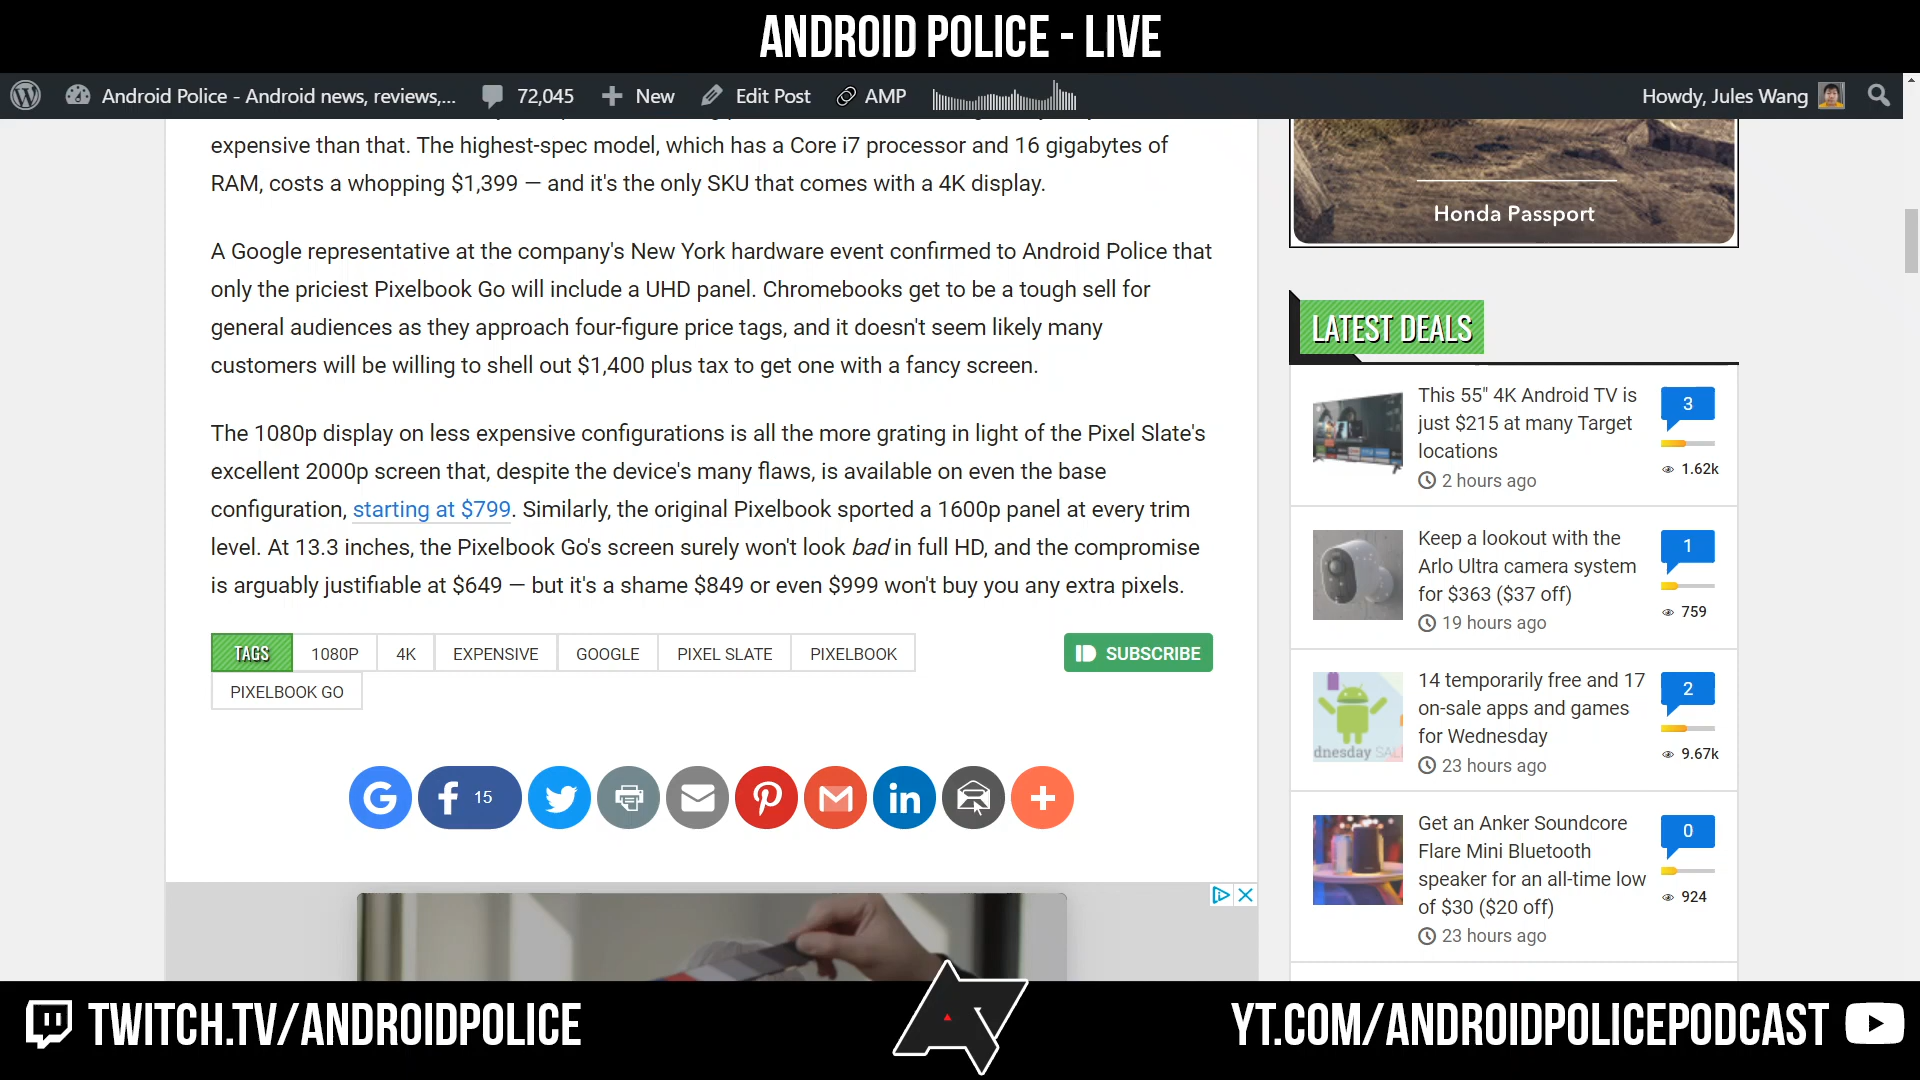 ANDROID POLICE - LIVE
Android Police - Android news, reviews,...
72,045
New
Edit Post
AMP
Howdy, Jules Wang
expensive than that. The highest-spec model, which has a Core i7 processor and 16 gigabytes of
RAM, costs a whopping $1,399 — and it's the only SKU that comes with a 4K display.
A Google representative at the company's New York hardware event confirmed to Android Police that
only the priciest Pixelbook Go will include a UHD panel. Chromebooks get to be a tough sell for
general audiences as they approach four-figure price tags, and it doesn't seem likely many
customers will be willing to shell out $1,400 plus tax to get one with a fancy screen.
The 1080p display on less expensive configurations is all the more grating in light of the Pixel Slate's
excellent 2000p screen that, despite the device's many flaws, is available on even the base
configuration, starting at $799. Similarly, the original Pixelbook sported a 1600p panel at every trim
level. At 13.3 inches, the Pixelbook Go's screen surely won't look bad in full HD, and the compromise
is arguably justifiable at $649 — but it's a shame $849 or even $999 won't buy you any extra pixels.
TAGS
1080P
4K
EXPENSIVE
GOOGLE
PIXEL SLATE
PIXELBOOK
PIXELBOOK GO
SUBSCRIBE
15
Honda Passport
LATEST DEALS
This 55" 4K Android TV is
just $215 at many Target
locations
2 hours ago
3
1.62k
Keep a lookout with the
Arlo Ultra camera system
for $363 ($37 off)
19 hours ago
1
759
14 temporarily free and 17
on-sale apps and games
for Wednesday
23 hours ago
2
9.67k
dnesday SAL
Get an Anker Soundcore
Flare Mini Bluetooth
speaker for an all-time low
of $30 ($20 off)
23 hours ago
0
924
TWITCH.TV/ANDROIDPOLICE
YT.COM/ANDROIDPOLICEPODCAST